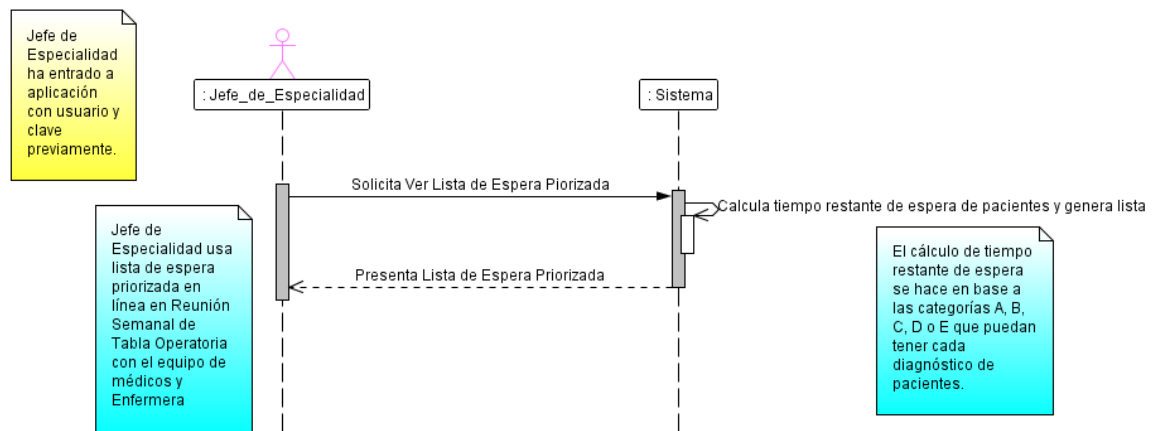 Jefe de
Especialidad
ha entrado a
aplicación
con usuario y
clave
previamente.
: Jefe_de_Especialidad
: Sistema
Solicita Ver Lista de Espera Piorizada
Calcula tiempo restante de espera de pacientes y genera lista
Presenta Lista de Espera Priorizada
Jefe de
Especialidad usa
lista de espera
priorizada en
línea en Reunión
Semanal de
Tabla Operatoria
con el equipo de
médicos y
Enfermera
El cálculo de tiempo
restante de espera
se hace en base a
las categorías A, B,
C, D o E que puedan
tener cada
diagnóstico de
pacientes.